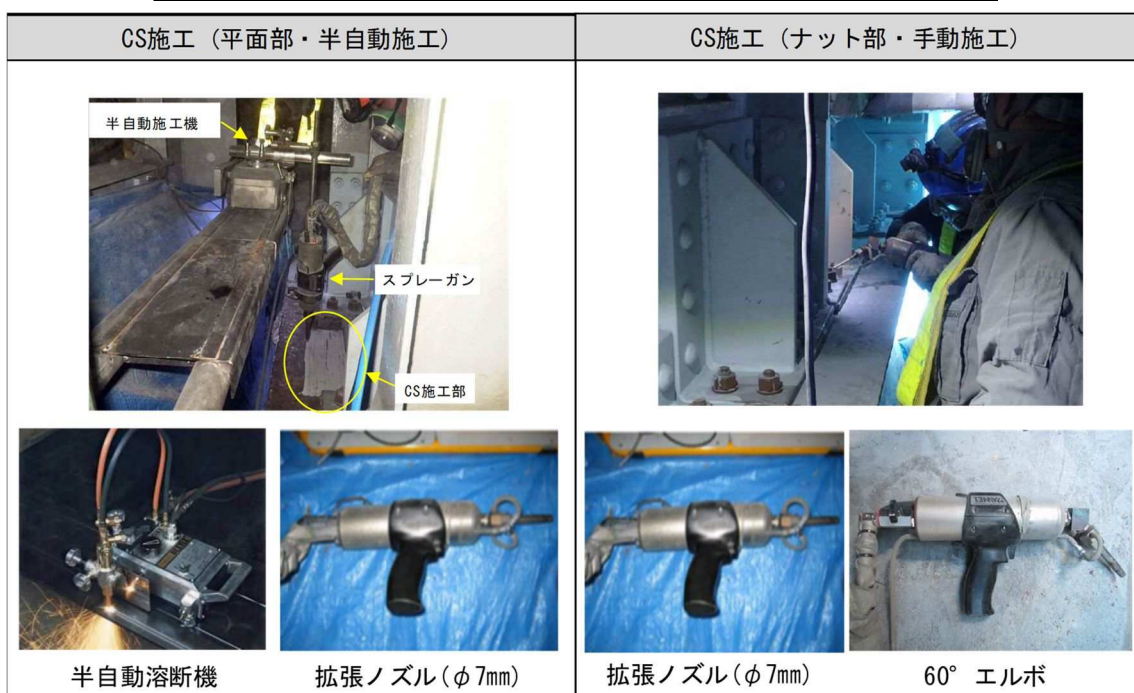 CS施工（平面部・半自動施工）
CS施工（ナット部・手動施工）
半自動施工機
スプレーガン
CS施工部
半自動溶断機
拡張ノズル(φ7mm)
拡張ノズル(φ7mm)
60° エルボ